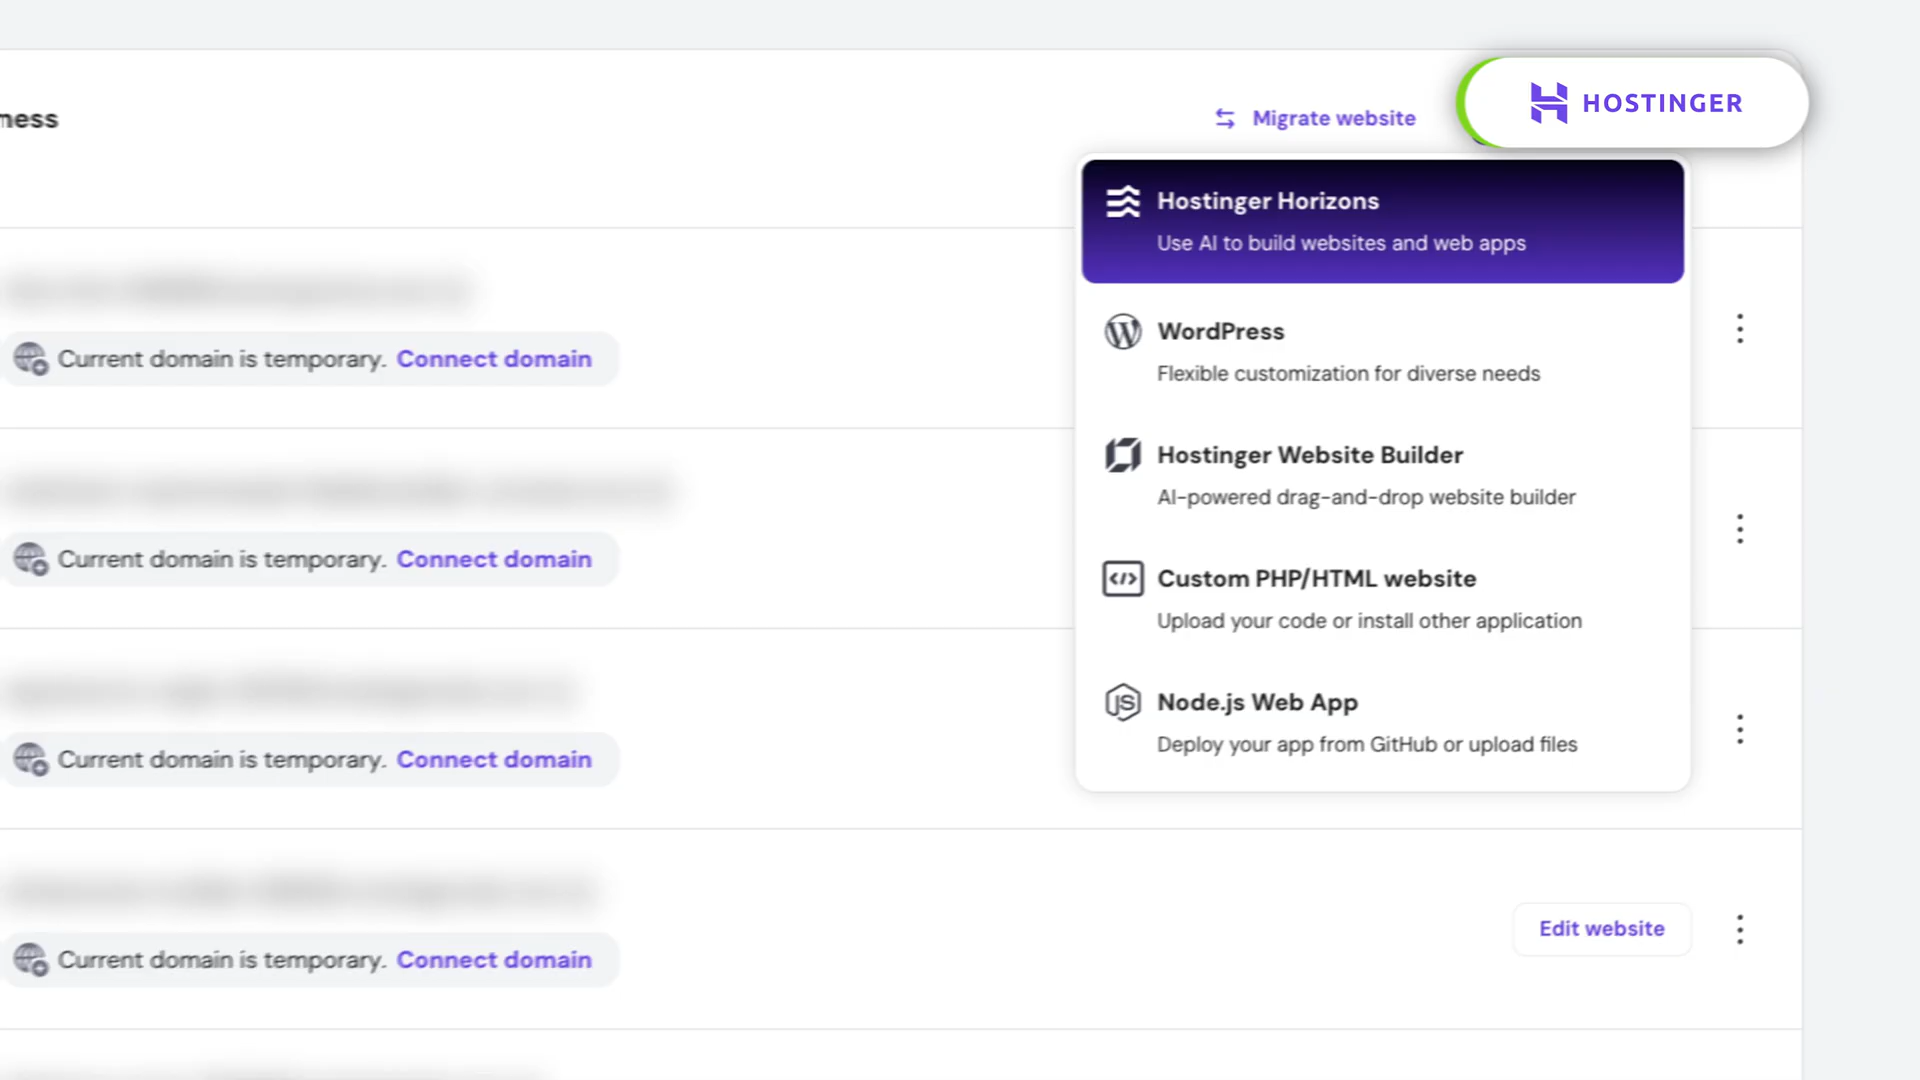 ness
Migrate website
HOSTINGER
Hostinger Horizons
Use AI to build websites and web apps
WordPress
Flexible customization for diverse needs
Hostinger Website Builder
AI-powered drag-and-drop website builder
Custom PHP/HTML website
Upload your code or install other application
Node.js Web App
Deploy your app from GitHub or upload files
Current domain is temporary. Connect domain
Current domain is temporary. Connect domain
Current domain is temporary. Connect domain
Edit website
Current domain is temporary. Connect domain